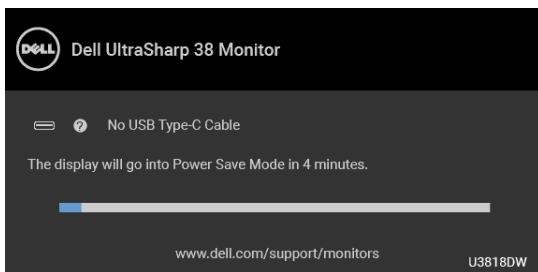 DELL Dell UltraSharp 38 Monitor
? No USB Type-C Cable
The display will go into Power Save Mode in 4 minutes.
www.dell.com/support/monitors
U3818DW